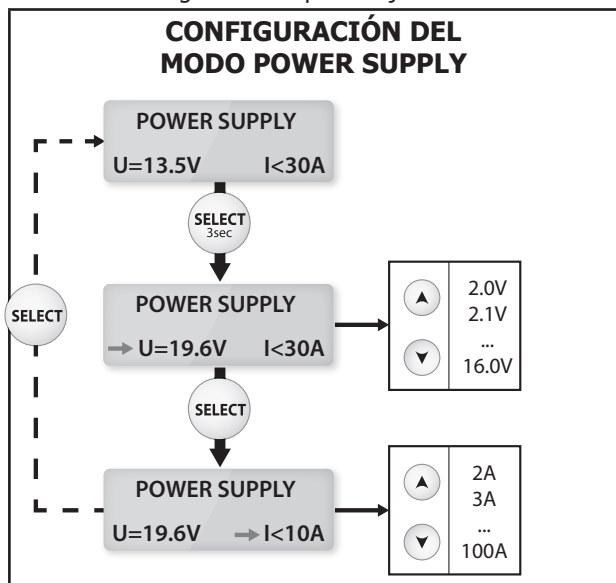 CONFIGURACIÓN DEL
MODO POWER SUPPLY
POWER SUPPLY
U=13.5V I<30A
SELECT
3sec
POWER SUPPLY
U=19.6V I<30A
2.0V
2.1V
...
16.0V
SELECT
SELECT
POWER SUPPLY
U=19.6V I<10A
2A
3A
...
100A